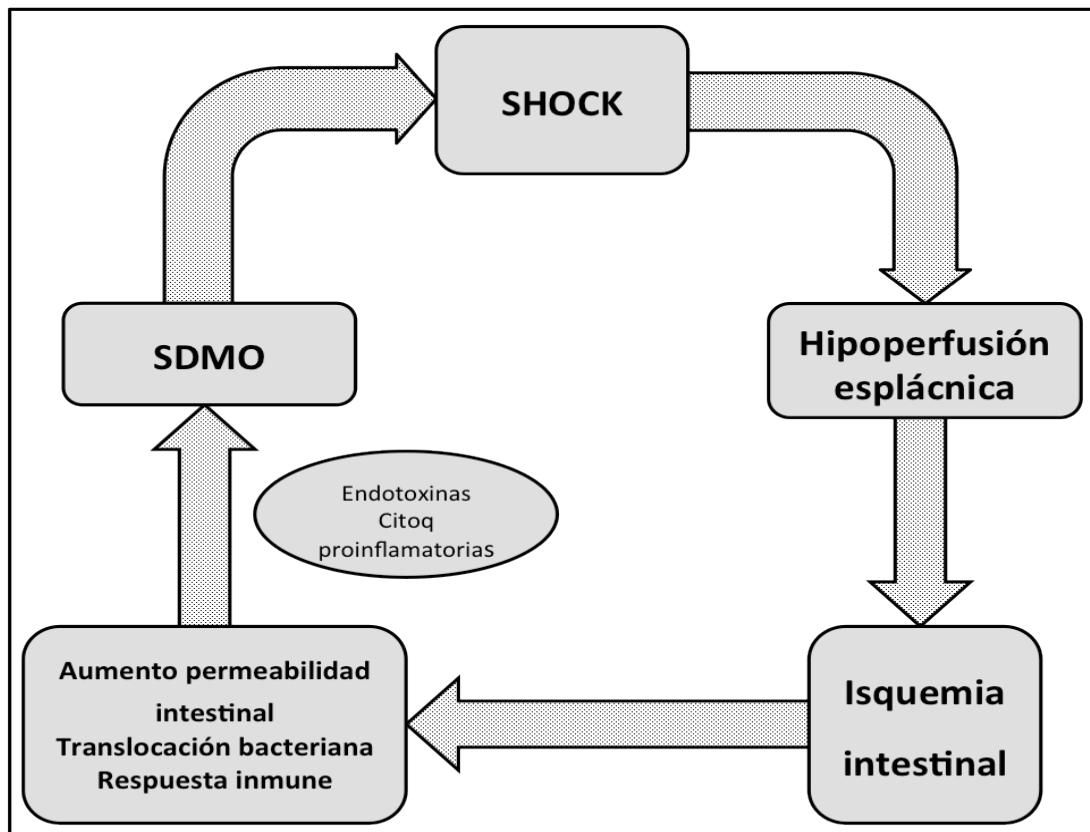 SHOCK
Hipoperfusión
esplácnica
Isquemia
intestinal
Aumento permeabilidad
intestinal
Translocación bacteriana
Respuesta inmune
Endotoxinas
Citoq
proinflamatorias
SDMO